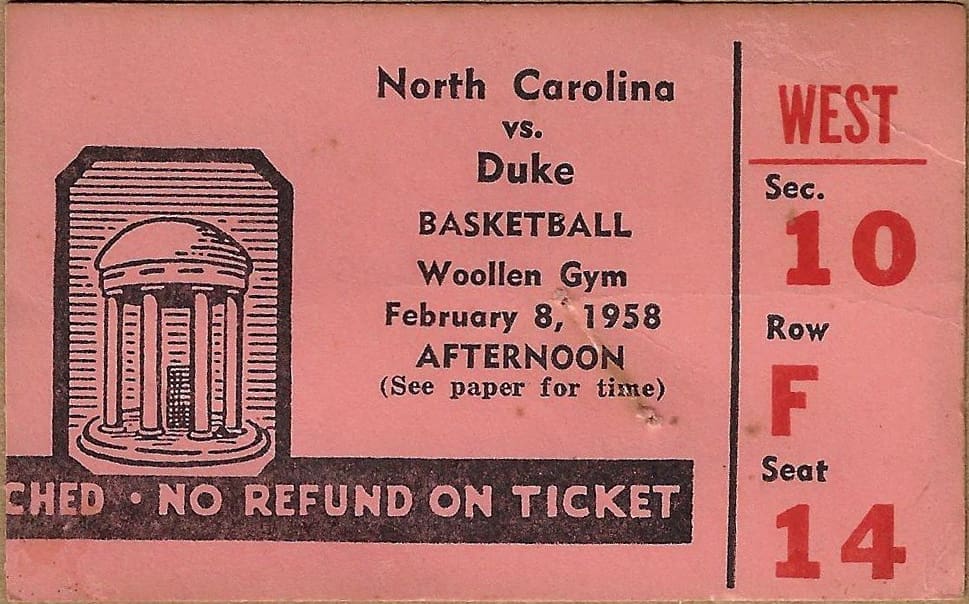 North Carolina
vs.
Duke
BASKETBALL
Woollen Gym
February 8, 1958
AFTERNOON
(See paper for time)
CHED · NO REFUND ON TICKET
WEST
Sec.
10
Row
F
Seat
14